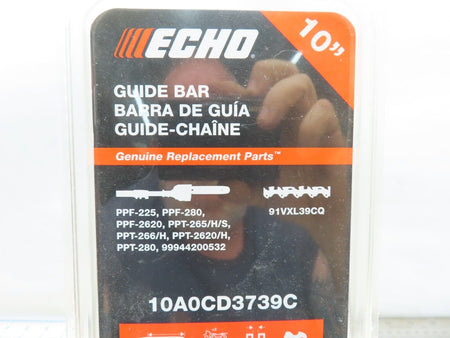 ECHO
10”
GUIDE BAR
BARRA DE GUÍA
GUIDE-CHAÎNE
Genuine Replacement Parts™
PPF-225, PPF-280,
PPF-2620, PPT-265/H/S,
PPT-266/H, PPT-2620/H,
PPT-280, 99944200532
91VXL39CQ
10A0CD3739C